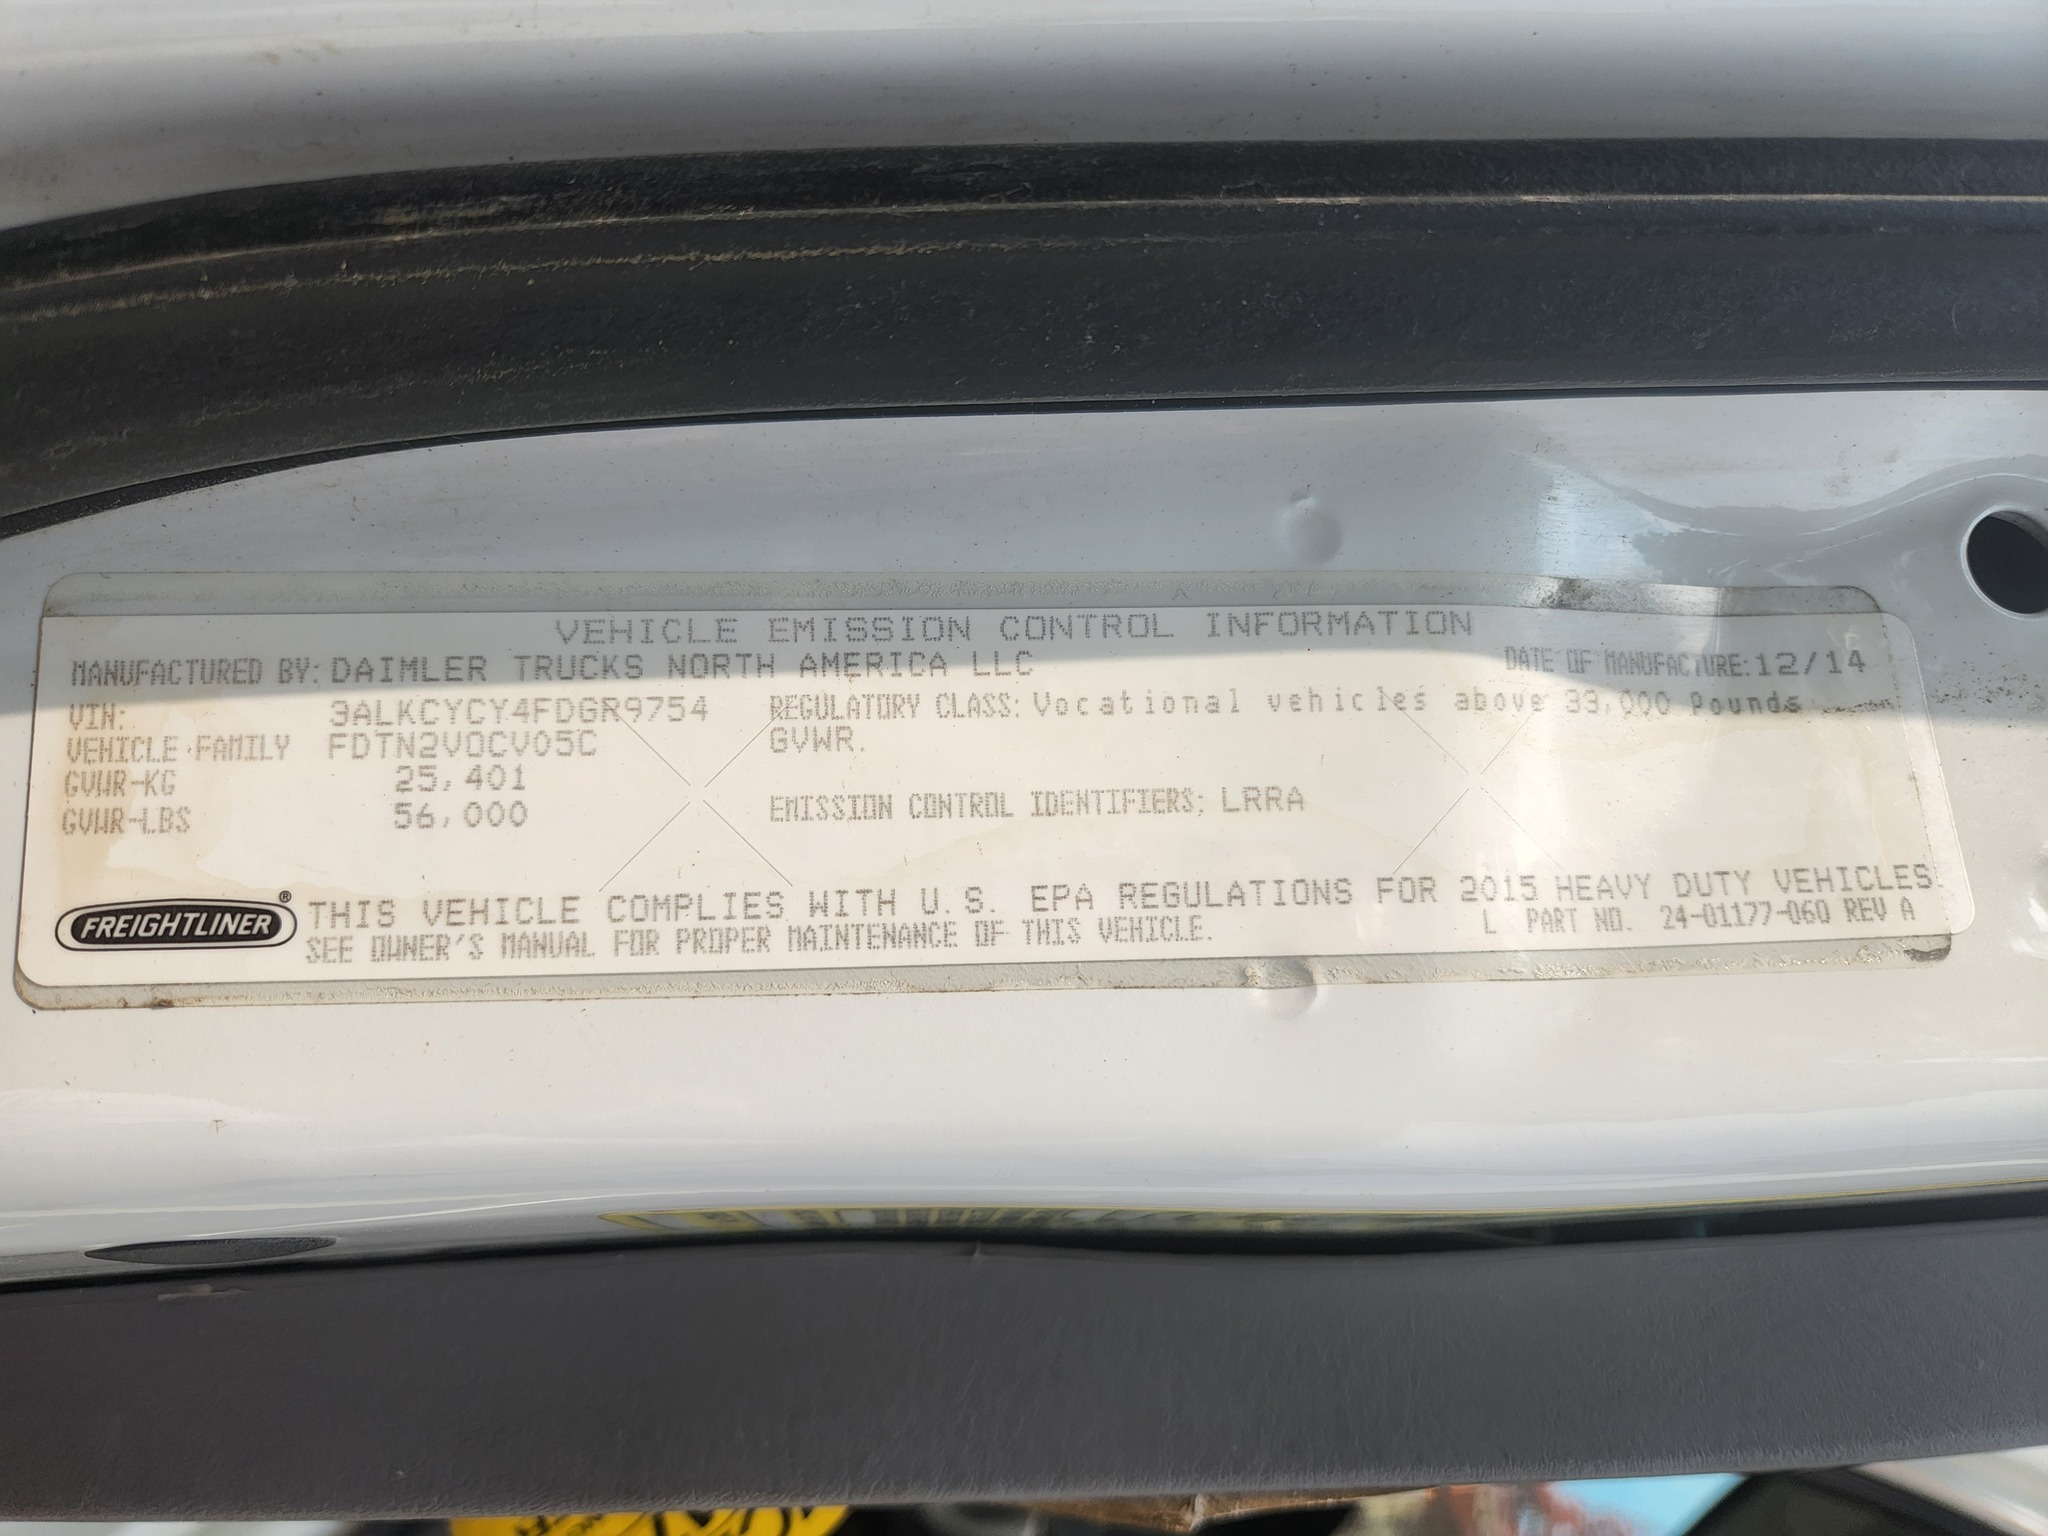 VEHICLE EMISSION CONTROL INFORMATION
MANUFACTURED BY: DAIMLER TRUCKS NORTH AMERICA LLC DATE OF MANUFACTURE: 12/14
VIN: 3ALKCYCY4FDGR9754 REGULATORY CLASS: Vocational vehicles above 33,000 Pounds
VEHICLE FAMILY FDTN2VOCV05C GVWR.
GVWR-KG 25,401
GVWR-LBS 56,000 EMISSION CONTROL IDENTIFIERS; LRRA
FREIGHTLINER® THIS VEHICLE COMPLIES WITH U.S. EPA REGULATIONS FOR 2015 HEAVY DUTY VEHICLES.
SEE OWNER'S MANUAL FOR PROPER MAINTENANCE OF THIS VEHICLE. L PART NO. 24-01177-060 REV A